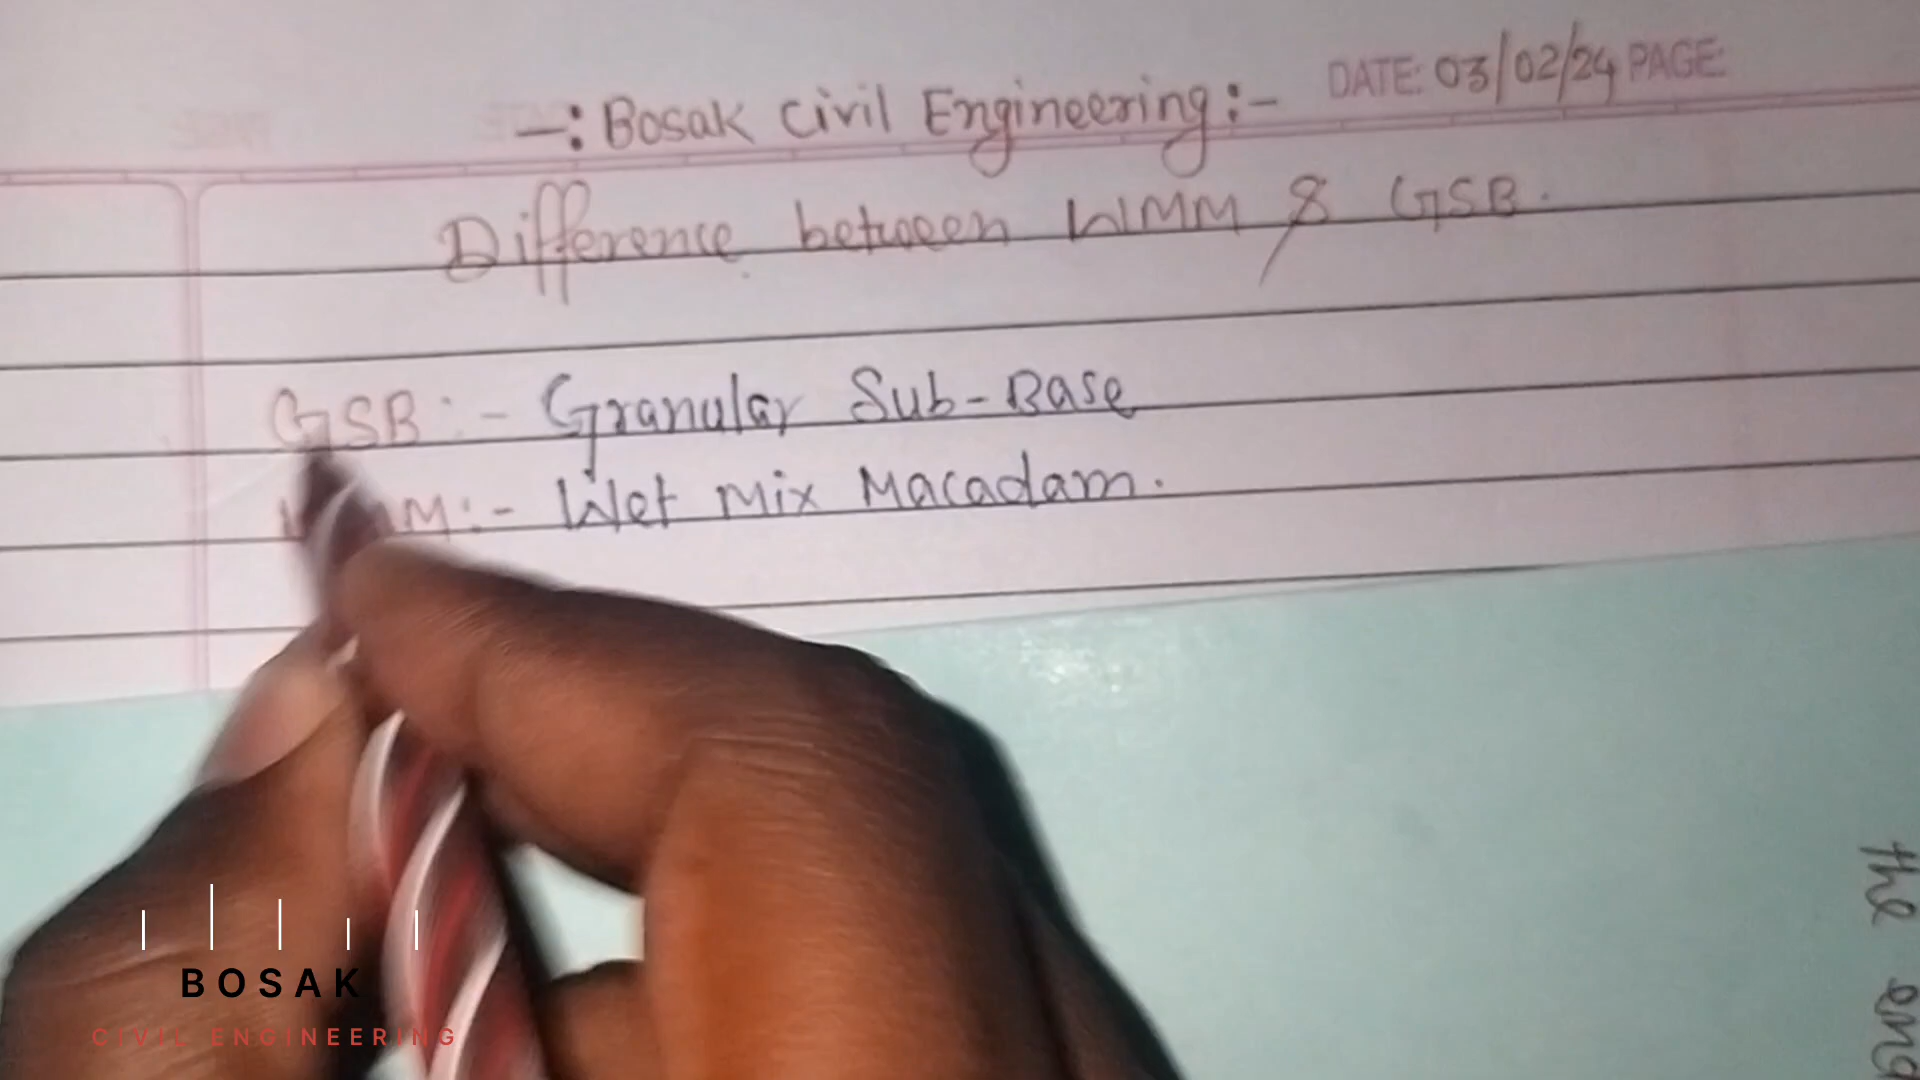 -: Bosak Civil Engineering :-
DATE: 03/02/24 PAGE:
Difference between WMM & GSB.
GSB :- Granular Sub-Base
:- Wet Mix Macadam.
the eng
BOSAK
CIVIL ENGINEERING